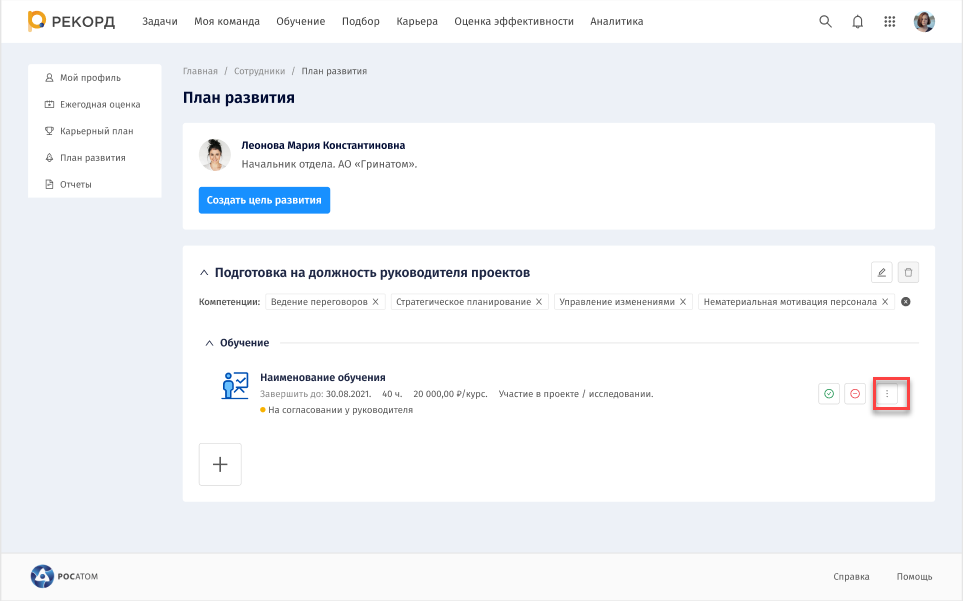 РЕКОРД Задачи Моя команда Обучение Подбор Карьера Оценка эффективности Аналитика
Мой профиль
Ежегодная оценка
Карьерный план
План развития
Отчеты
Главная / Сотрудники / План развития
План развития
Леонова Мария Константиновна
Начальник отдела. АО «Гринатом».
Создать цель развития
Подготовка на должность руководителя проектов
Компетенции: Ведение переговоров Стратегическое планирование Управление изменениями Нематериальная мотивация персонала
Обучение
Наименование обучения
Завершить до: 30.08.2021. 40 ч. 20 000,00 ₽/курс. Участие в проекте / исследовании.
На согласовании у руководителя
РОСАТОМ Справка Помощь